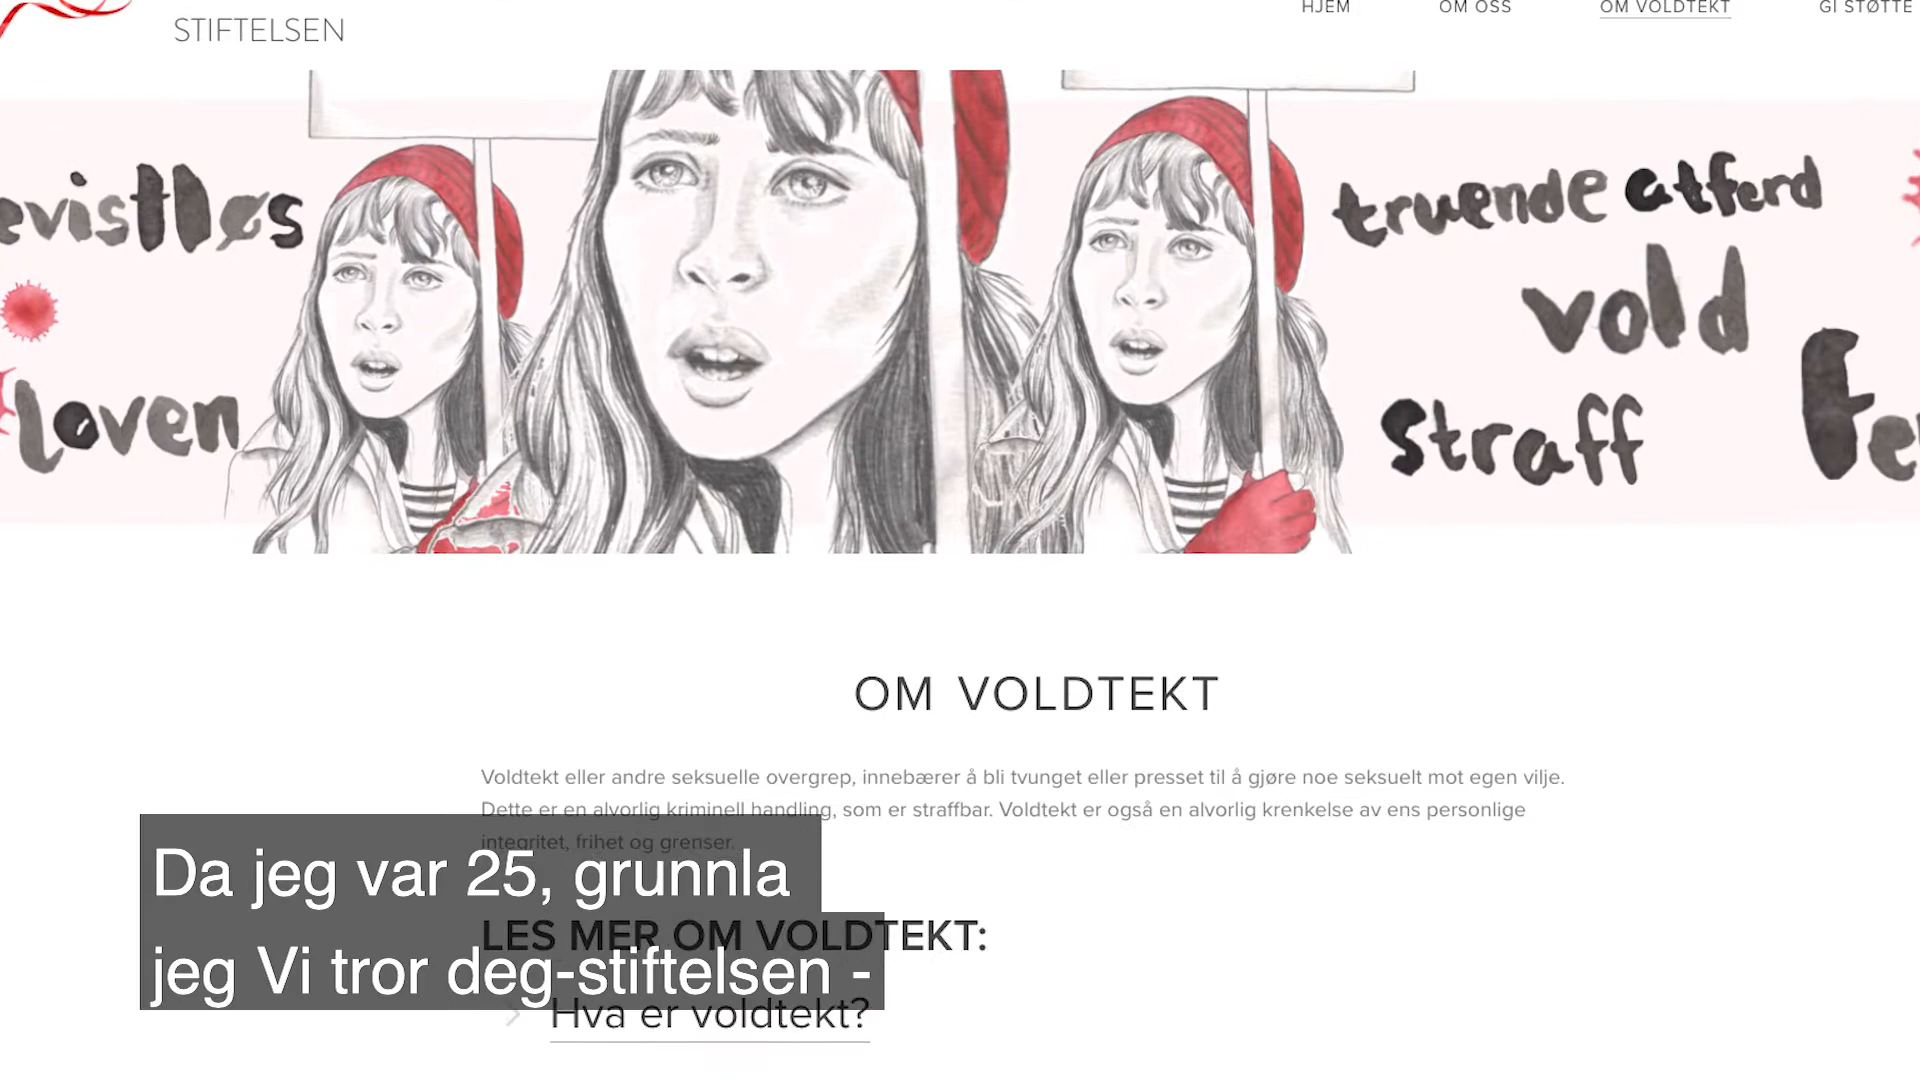 STIFTELSEN
HJEM OM OSS OM VOLDTEKT GI STØTTE
evistløs
loven
truende atferd
vold
straff
OM VOLDTEKT
Voldtekt eller andre seksuelle overgrep, innebærer å bli tvunget eller presset til å gjøre noe seksuelt mot egen vilje.
Dette er en alvorlig kriminell handling, som er straffbar. Voldtekt er også en alvorlig krenkelse av ens personlige
integritet, frihet og grenser.
Da jeg var 25, grunnla
LES MER OM VOLDTEKT:
jeg Vi tror deg-stiftelsen -
Hva er voldtekt?